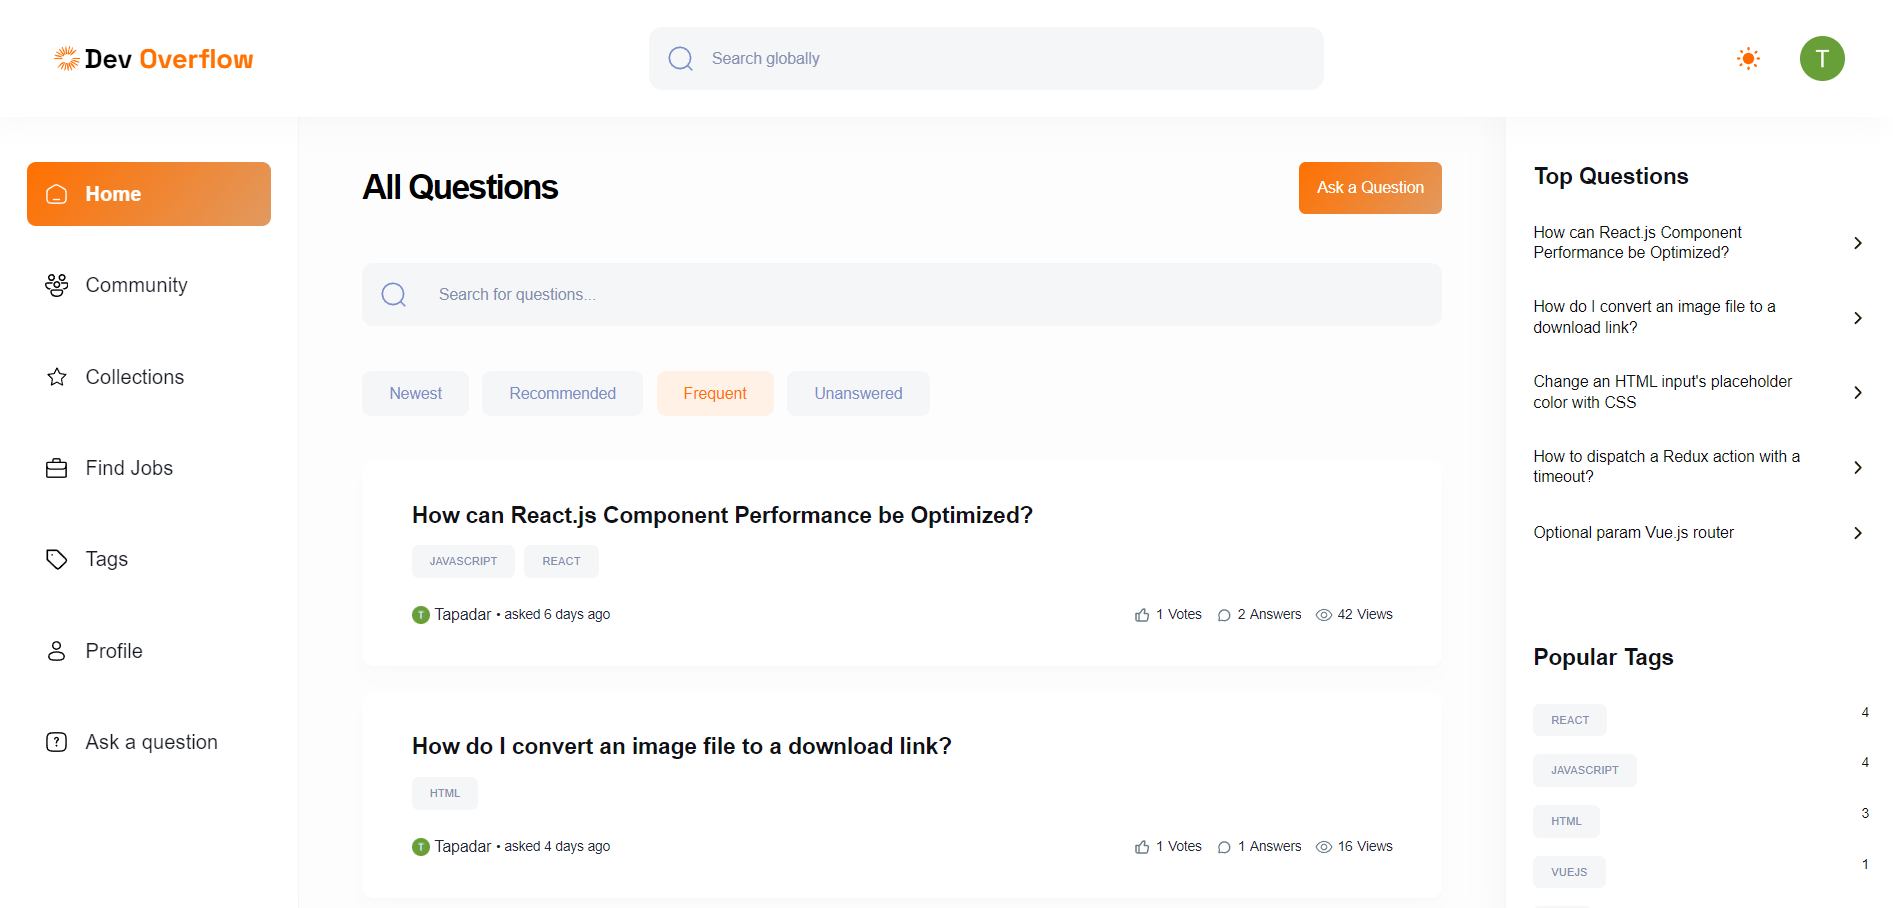 Dev Overflow
Search globally
T
Home
Community
Collections
Find Jobs
Tags
Profile
Ask a question
All Questions
Ask a Question
Search for questions...
Newest
Recommended
Frequent
Unanswered
How can React.js Component Performance be Optimized?
JAVASCRIPT
REACT
T
Tapadar • asked 6 days ago
1 Votes
2 Answers
42 Views
How do I convert an image file to a download link?
HTML
T
Tapadar • asked 4 days ago
1 Votes
1 Answers
16 Views
Top Questions
How can React.js Component
Performance be Optimized?
How do I convert an image file to a
download link?
Change an HTML input's placeholder
color with CSS
How to dispatch a Redux action with a
timeout?
Optional param Vue.js router
Popular Tags
REACT
4
JAVASCRIPT
4
HTML
3
VUEJS
1